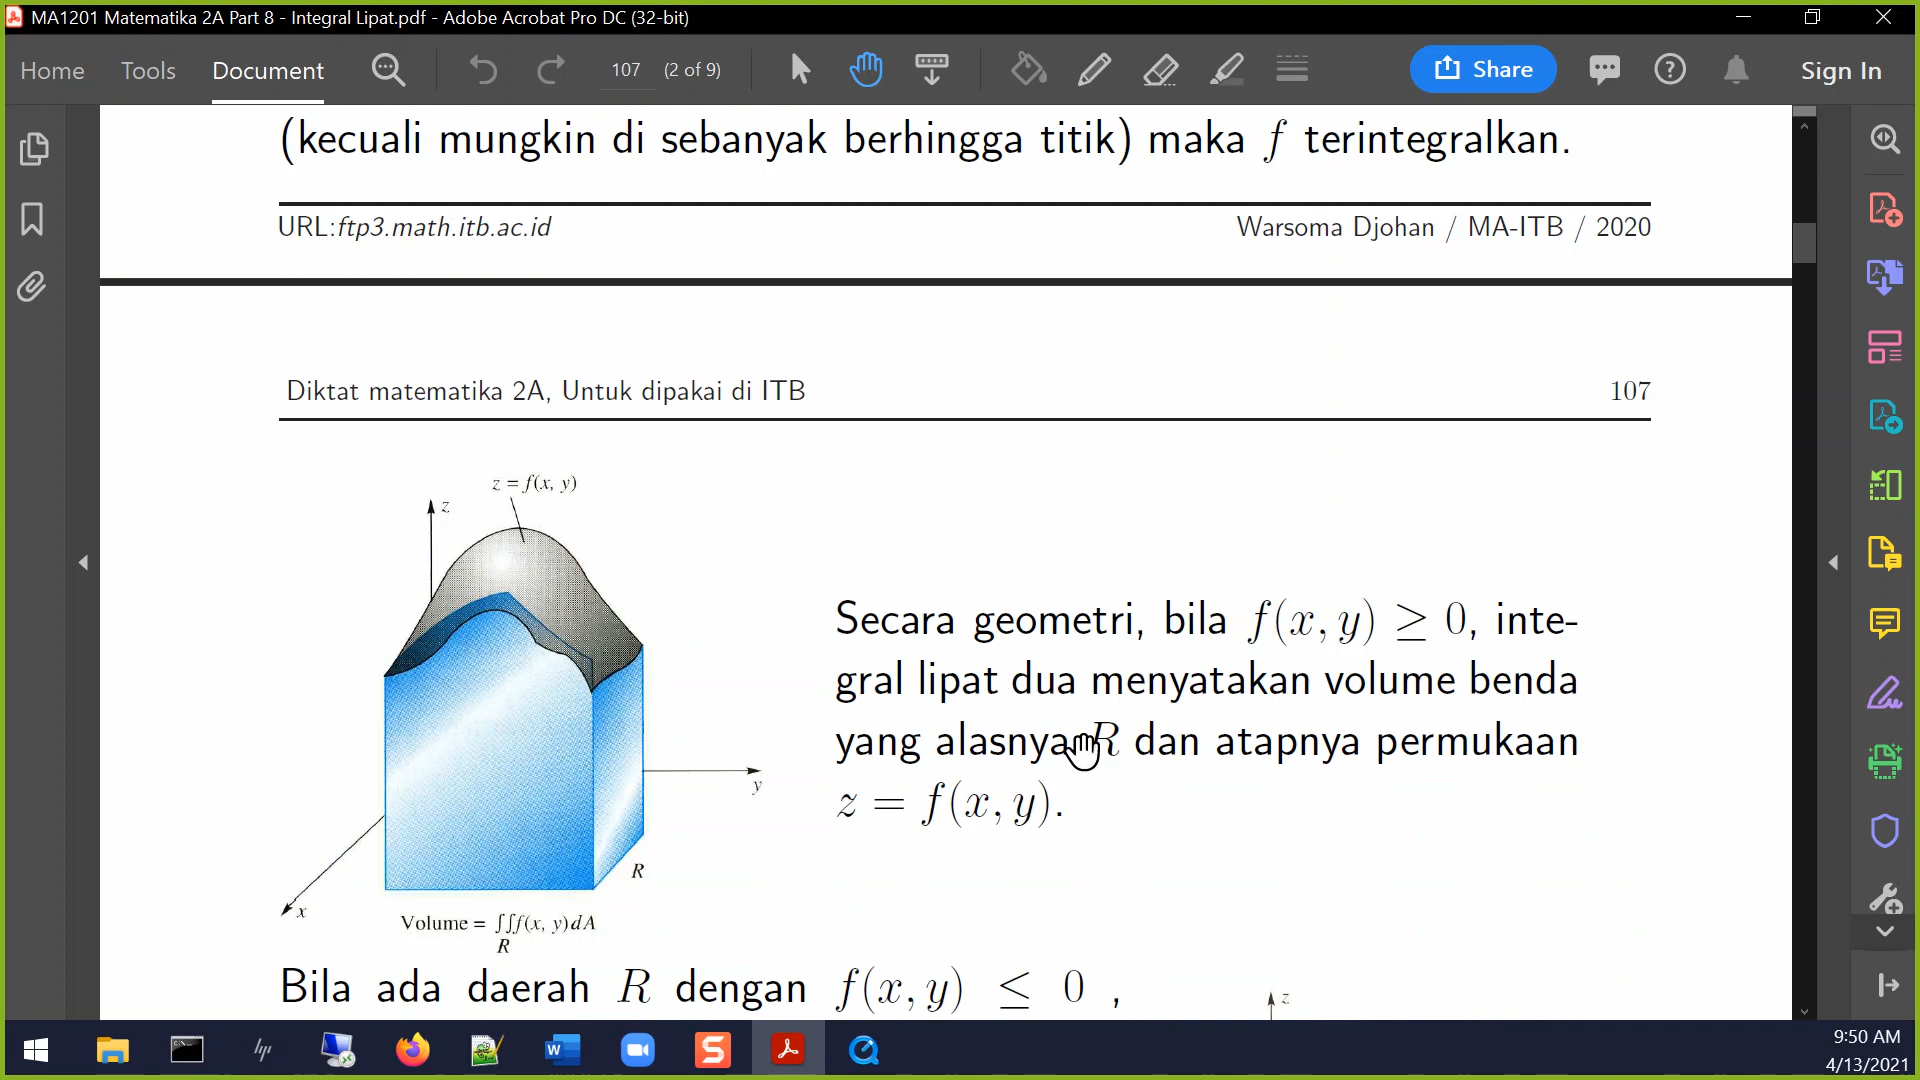 MA1201 Matematika 2A Part 8 - Integral Lipat.pdf - Adobe Acrobat Pro DC (32-bit)
Home Tools Document 107 (2 of 9) Share Sign In
(kecuali mungkin di sebanyak berhingga titik) maka f terintegralkan.
URL:ftp3.math.itb.ac.id Warsoma Djohan / MA-ITB / 2020
Diktat matematika 2A, Untuk dipakai di ITB 107
z = f(x, y)
z
Secara geometri, bila f(x, y) ≥ 0, inte-
gral lipat dua menyatakan volume benda
yang alasnya R dan atapnya permukaan
z = f(x, y).
y
R
x
Volume = ∫∫f(x, y)dA
R
Bila ada daerah R dengan f(x, y) ≤ 0 ,
z
9:50 AM
4/13/2021